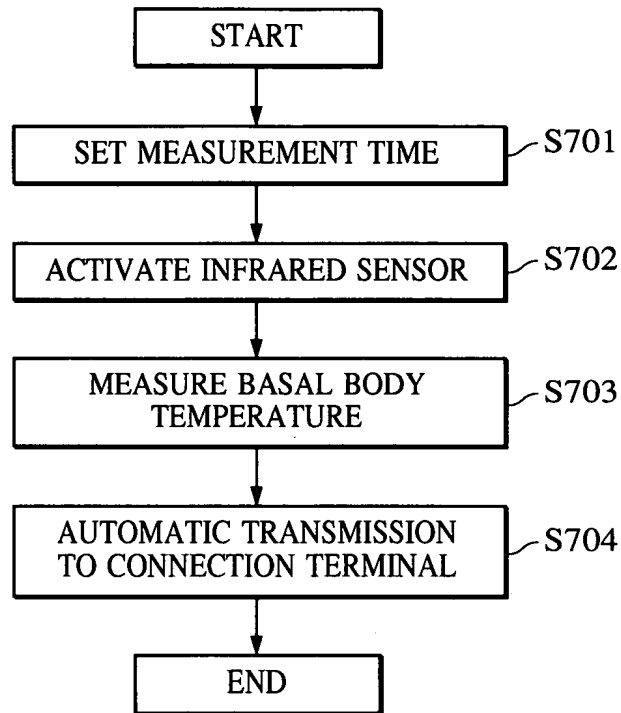 START
SET MEASUREMENT TIME
S701
ACTIVATE INFRARED SENSOR
S702
MEASURE BASAL BODY
TEMPERATURE
S703
AUTOMATIC TRANSMISSION
TO CONNECTION TERMINAL
S704
END